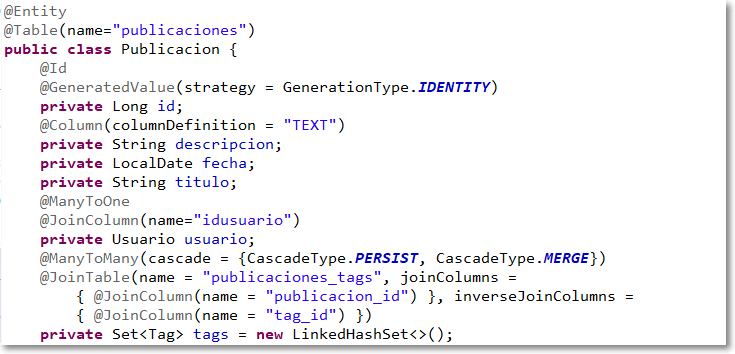 @Entity
@Table(name="publicaciones")
public class Publicacion {
@Id
@GeneratedValue(strategy = GenerationType.IDENTITY)
private Long id;
@Column(columnDefinition = "TEXT")
private String descripcion;
private LocalDate fecha;
private String titulo;
@ManyToOne
@JoinColumn(name="idusuario")
private Usuario usuario;
@ManyToMany(cascade = {CascadeType.PERSIST, CascadeType.MERGE})
@JoinTable(name = "publicaciones_tags", joinColumns =
{ @JoinColumn(name = "publicacion_id") }, inverseJoinColumns =
{ @JoinColumn(name = "tag_id") })
private Set<Tag> tags = new LinkedHashSet<>();